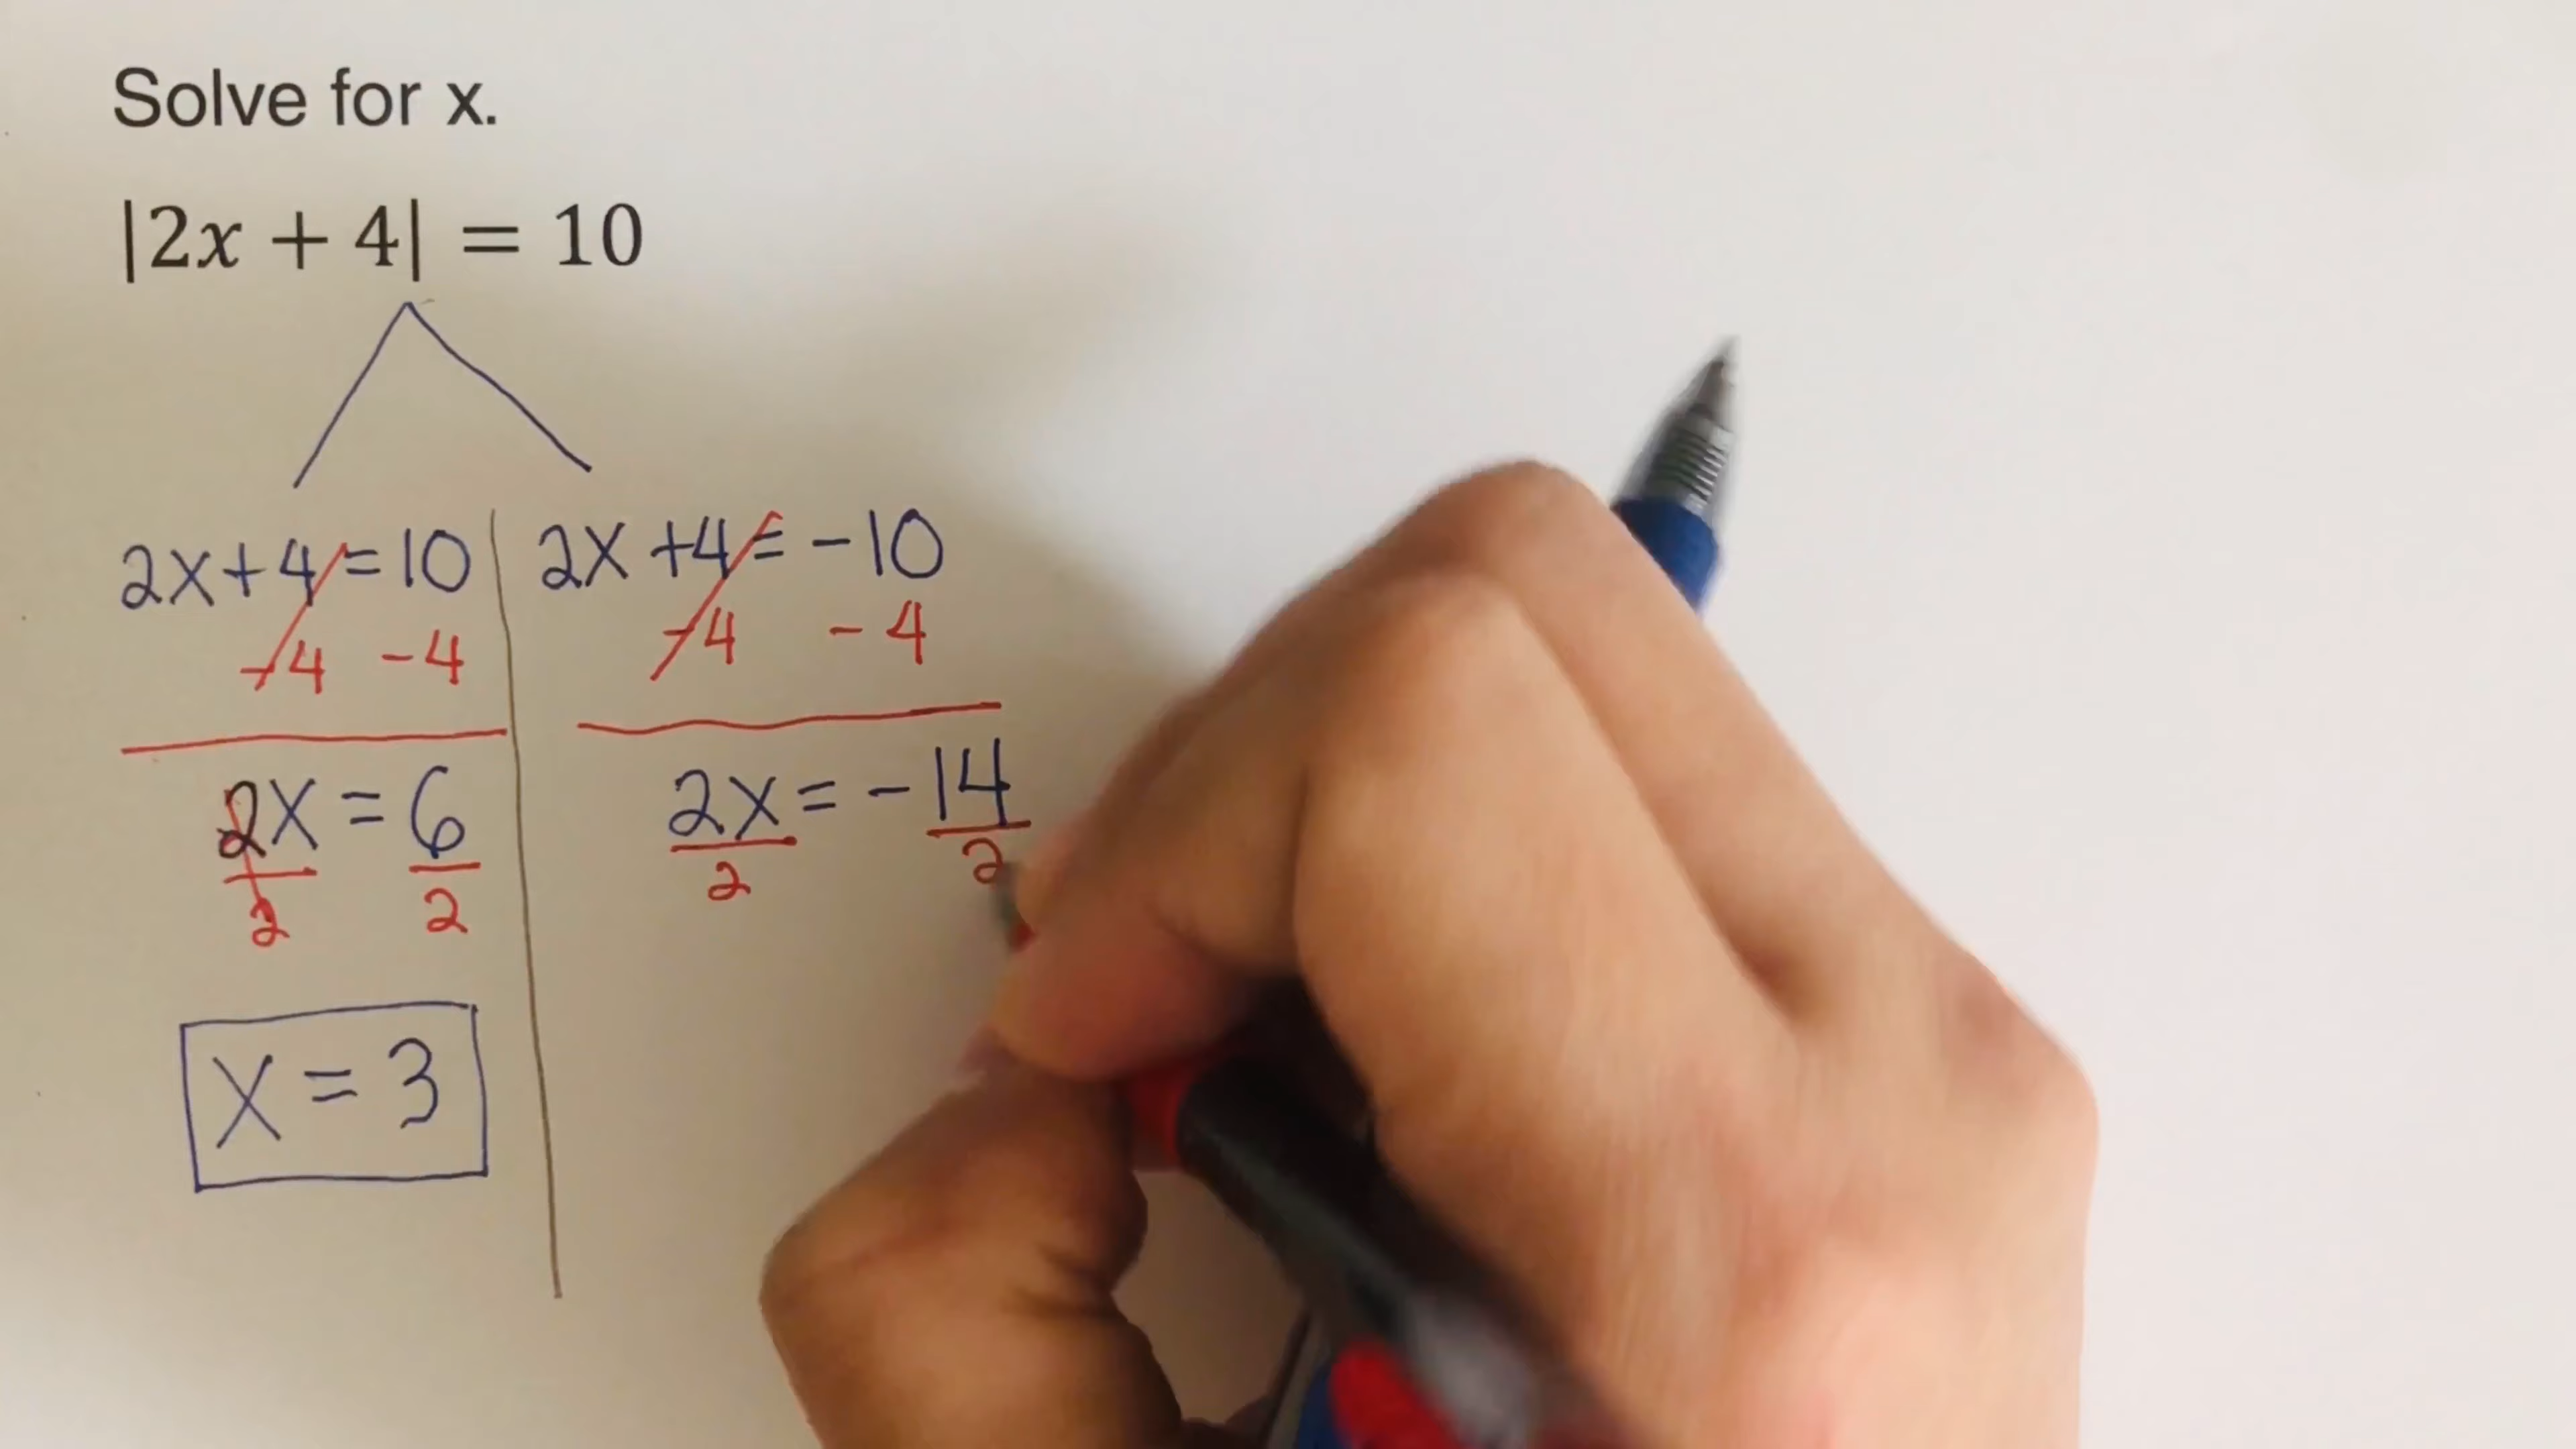 Solve for x.
|2x + 4| = 10
2x+4=10
-4 -4
2x = 6
2 2
x = 3
2x +4= -10
-4 -4
2x = -14
2 2